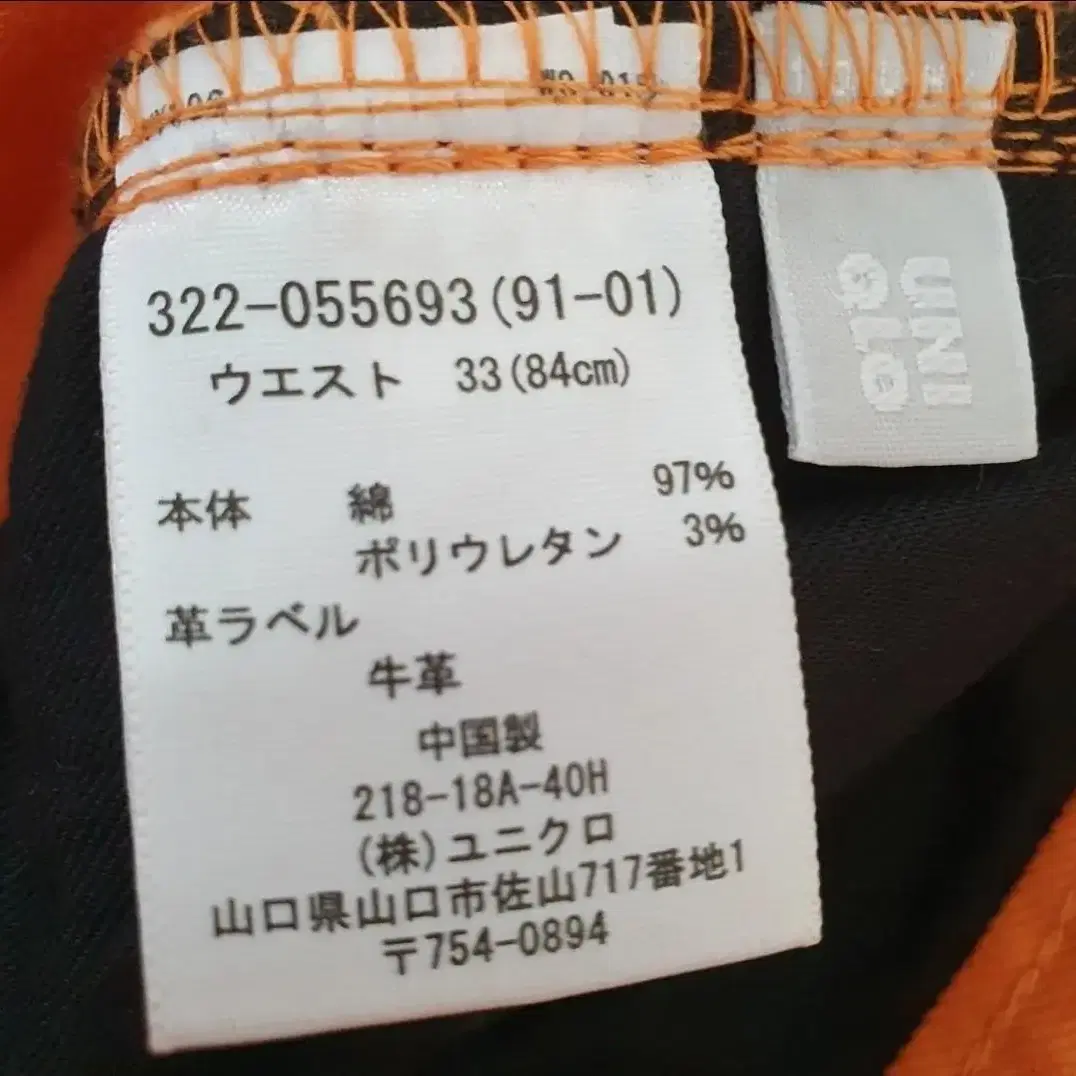 322-055693(91-01)
ウエスト 33(84cm)
本体 綿 97%
ポリウレタン 3%
革ラベル
牛革
中国製
218-18A-40H
(株)ユニクロ
山口県山口市佐山717番地1
〒754-0894
UNI
QLO